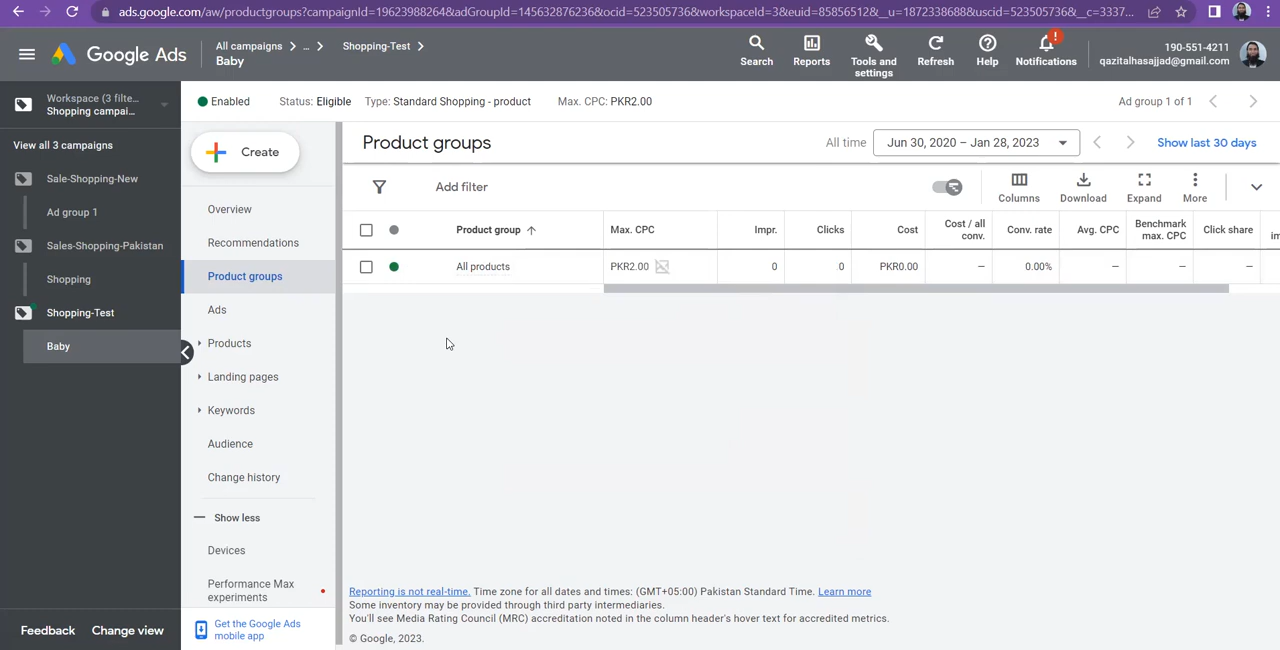 ads.google.com/aw/productgroups?campaignId=19623988264&adGroupId=145632876236&ocid=523505736&workspaceId=3&euid=85856512&__u=1872338688&uscid=523505736&__c=3337...
Google Ads
All campaigns > ... >
Baby
Shopping-Test >
Search
Reports
Tools and
settings
Refresh
Help
!
Notifications
190-551-4211
qazitalhasajjad@gmail.com
Workspace (3 filte...
Shopping campai...
Enabled
Status: Eligible
Type: Standard Shopping - product
Max. CPC: PKR2.00
Ad group 1 of 1
View all 3 campaigns
Sale-Shopping-New
Ad group 1
Sales-Shopping-Pakistan
Shopping
Shopping-Test
Baby
Feedback
Change view
Create
Overview
Recommendations
Product groups
Ads
Products
Landing pages
Keywords
Audience
Change history
Show less
Devices
Performance Max
experiments
Get the Google Ads
mobile app
Product groups
All time
Jun 30, 2020 – Jan 28, 2023
Show last 30 days
Add filter
Columns
Download
Expand
More
Product group
Max. CPC
Impr.
Clicks
Cost
Cost / all
conv.
Conv. rate
Avg. CPC
Benchmark
max. CPC
Click share
im
All products
PKR2.00
0
0
PKR0.00
–
0.00%
–
–
–
Reporting is not real-time. Time zone for all dates and times: (GMT+05:00) Pakistan Standard Time. Learn more
Some inventory may be provided through third party intermediaries.
You'll see Media Rating Council (MRC) accreditation noted in the column header's hover text for accredited metrics.
© Google, 2023.